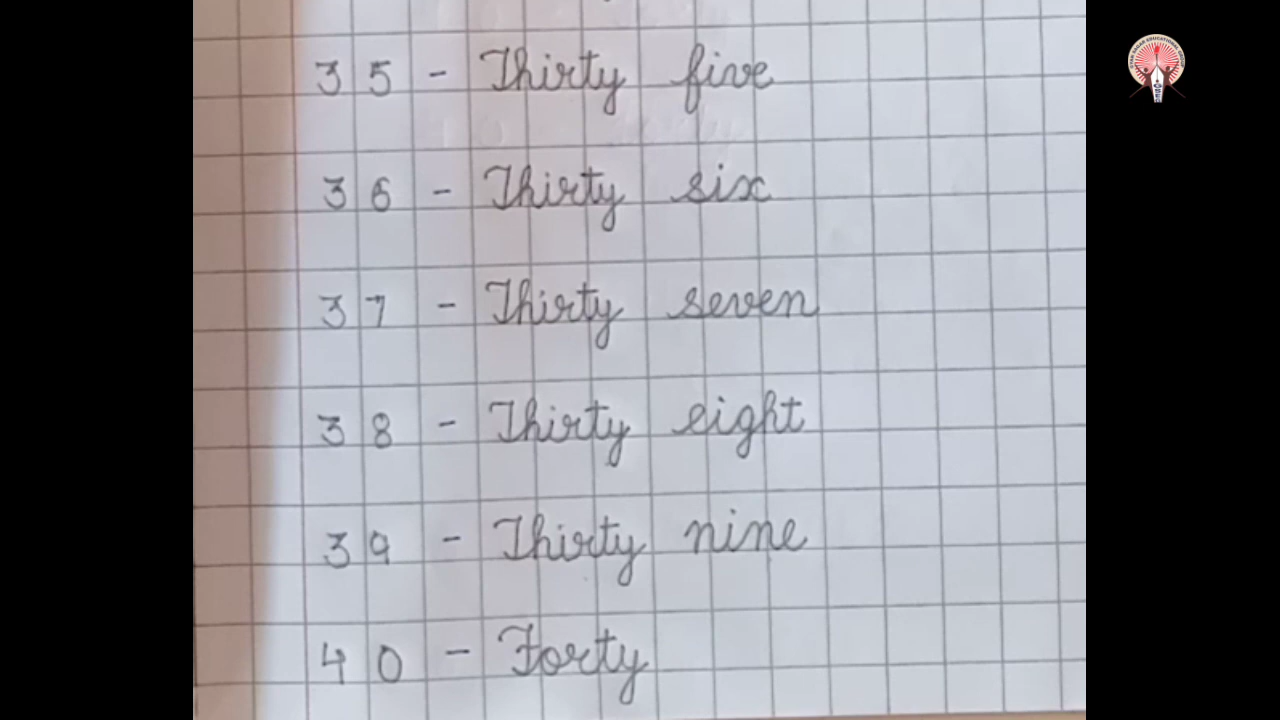 35 - Thirty five
36 - Thirty six
37 - Thirty seven
38 - Thirty eight
39 - Thirty nine
40 - Forty